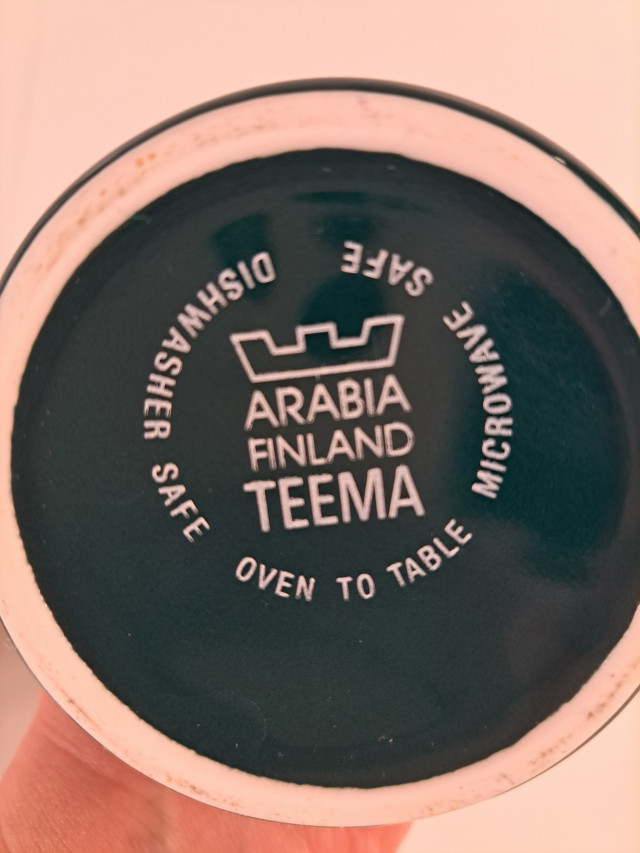 ARABIA
FINLAND
TEEMA
DISHWASHER SAFE
OVEN TO TABLE
MICROWAVE SAFE